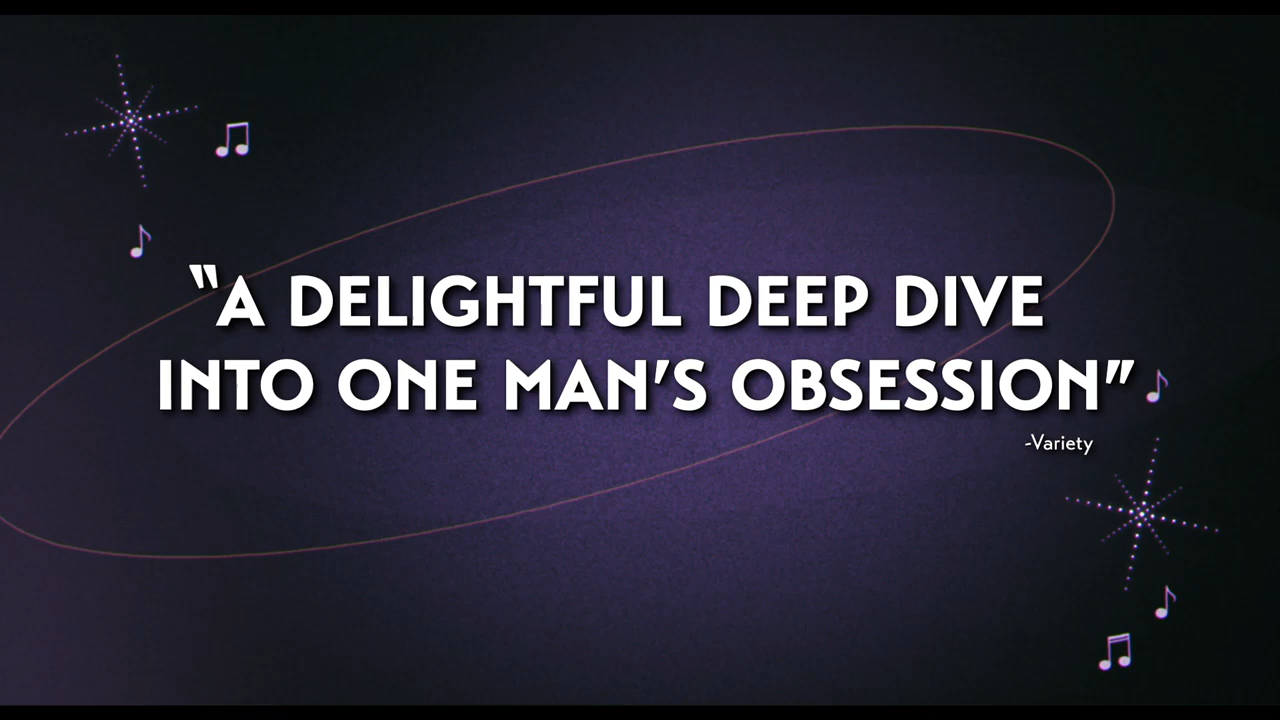 “A DELIGHTFUL DEEP DIVE
INTO ONE MAN’S OBSESSION”
-Variety